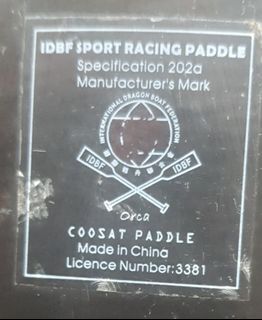 IDBF SPORT RACING PADDLE
Specification 202a
Manufacturer's Mark
INTERNATIONAL DRAGON BOAT FEDERATION
IDBF
IDBF
Orca
COOSAT PADDLE
Made in China
Licence Number:3381